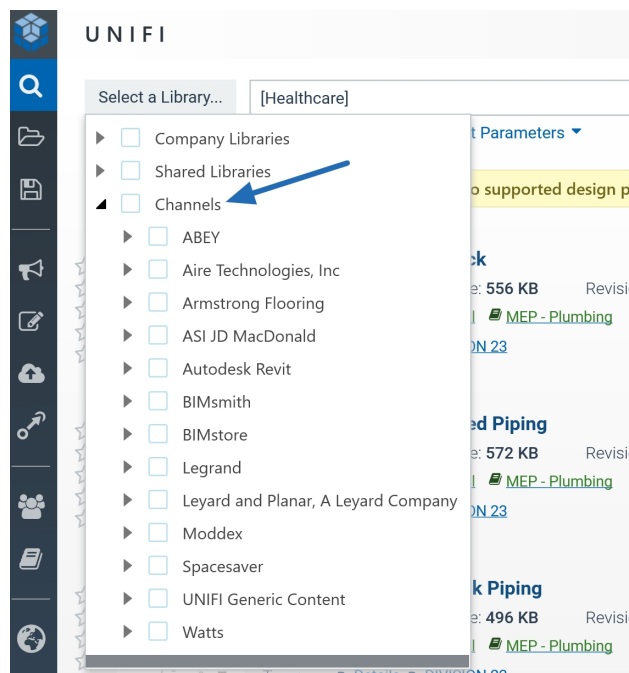 UNIFI
Select a Library... [Healthcare]
Company Libraries
t Parameters
Shared Libraries
o supported design p
Channels
ABEY
ck
Aire Technologies, Inc
e: 556 KB Revisi
Armstrong Flooring
MEP - Plumbing
ASI JD MacDonald
ON 23
Autodesk Revit
BIMsmith
ed Piping
BIMstore
e: 572 KB Revisi
Legrand
MEP - Plumbing
Leyard and Planar, A Leyard Company
ON 23
Moddex
Spacesaver
k Piping
UNIFI Generic Content
e: 496 KB Revisi
Watts
MEP - Plumbing